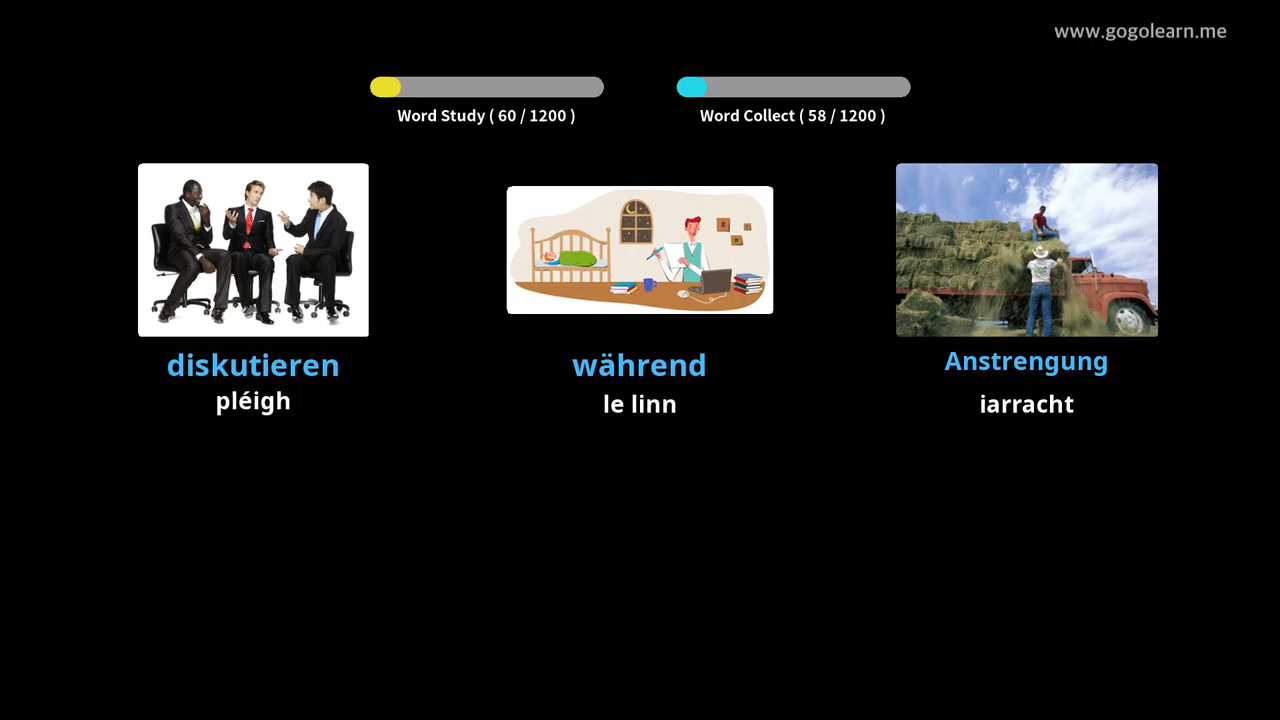 www.gogolearn.me
Word Study ( 60 / 1200 )
Word Collect ( 58 / 1200 )
diskutieren
während
Anstrengung
pléigh
le linn
iarracht